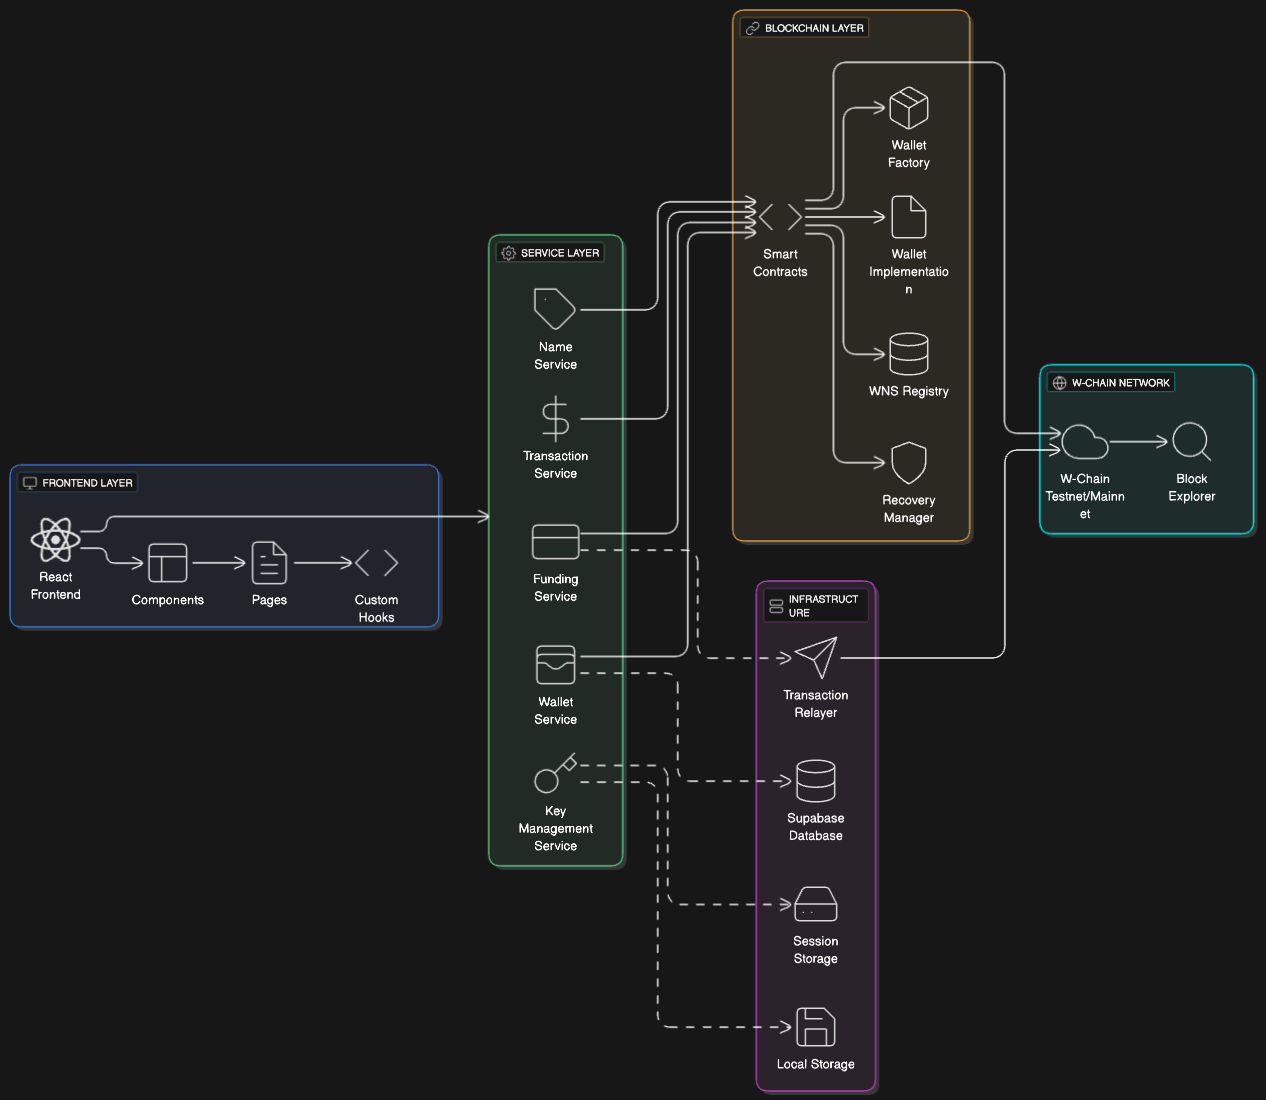 BLOCKCHAIN LAYER
Wallet
Factory
Smart
Contracts
Wallet
Implementatio
n
WNS Registry
Recovery
Manager
SERVICE LAYER
Name
Service
Transaction
Service
Funding
Service
Wallet
Service
Key
Management
Service
FRONTEND LAYER
React
Frontend
Components
Pages
Custom
Hooks
W-CHAIN NETWORK
W-Chain
Testnet/Mainn
et
Block
Explorer
INFRASTRUCT
URE
Transaction
Relayer
Supabase
Database
Session
Storage
Local Storage